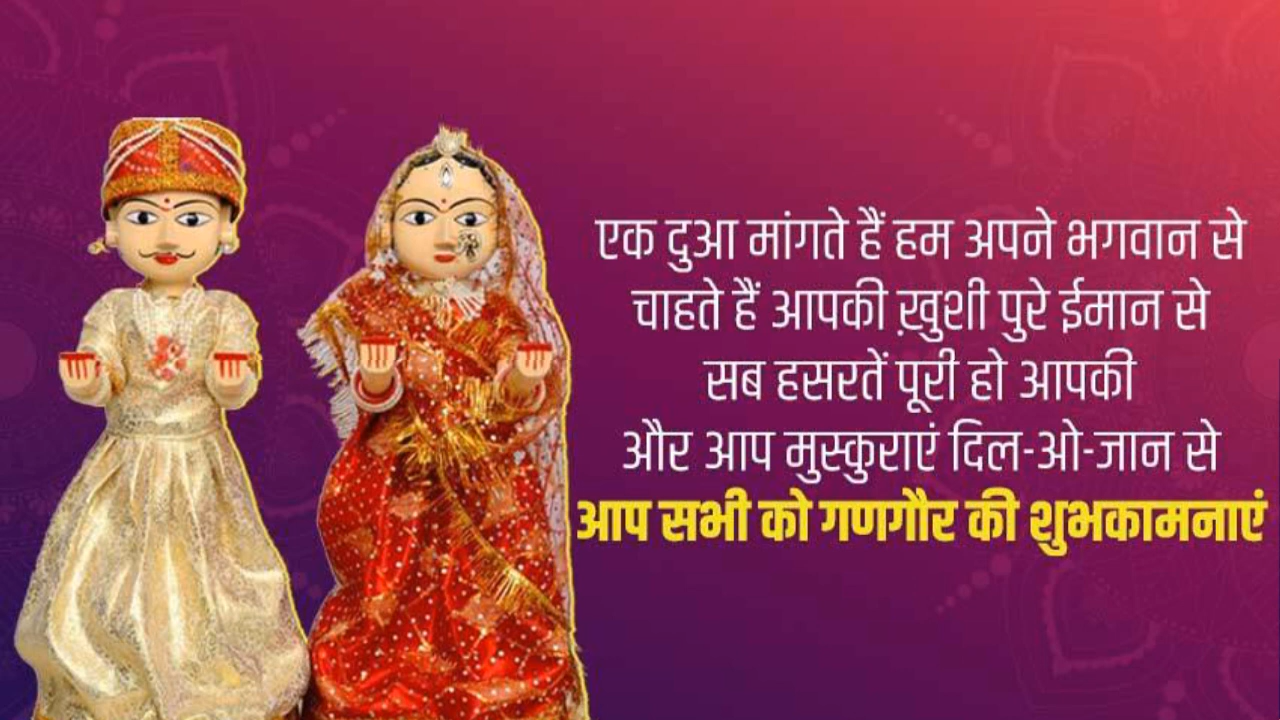 एक दुआ मांगते हैं हम अपने भगवान से
चाहते हैं आपकी ख़ुशी पुरे ईमान से
सब हसरतें पूरी हो आपकी
और आप मुस्कुराएं दिल-ओ-जान से
आप सभी को गणगौर की शुभकामनाएं